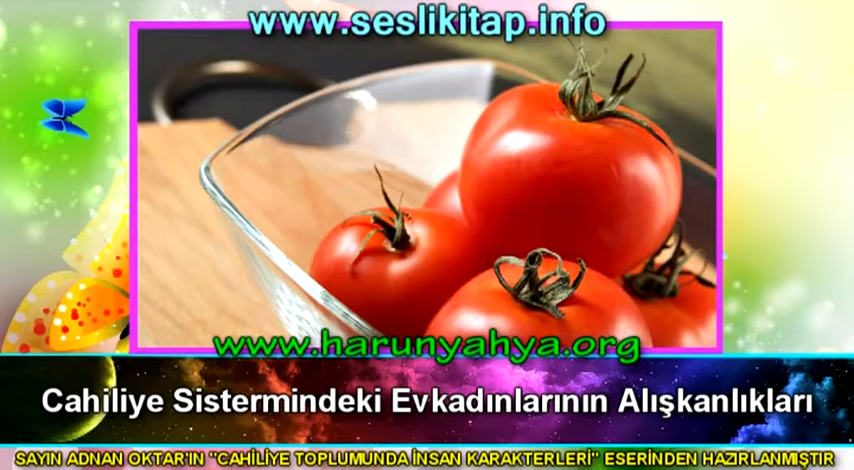 www.seslikitap.info
www.harunyahya.org
Cahiliye Sistermindeki Evkadınlarının Alışkanlıkları
SAYIN ADNAN OKTAR'IN "CAHİLİYE TOPLUMUNDA İNSAN KARAKTERLERİ" ESERİNDEN HAZIRLANMIŞTIR